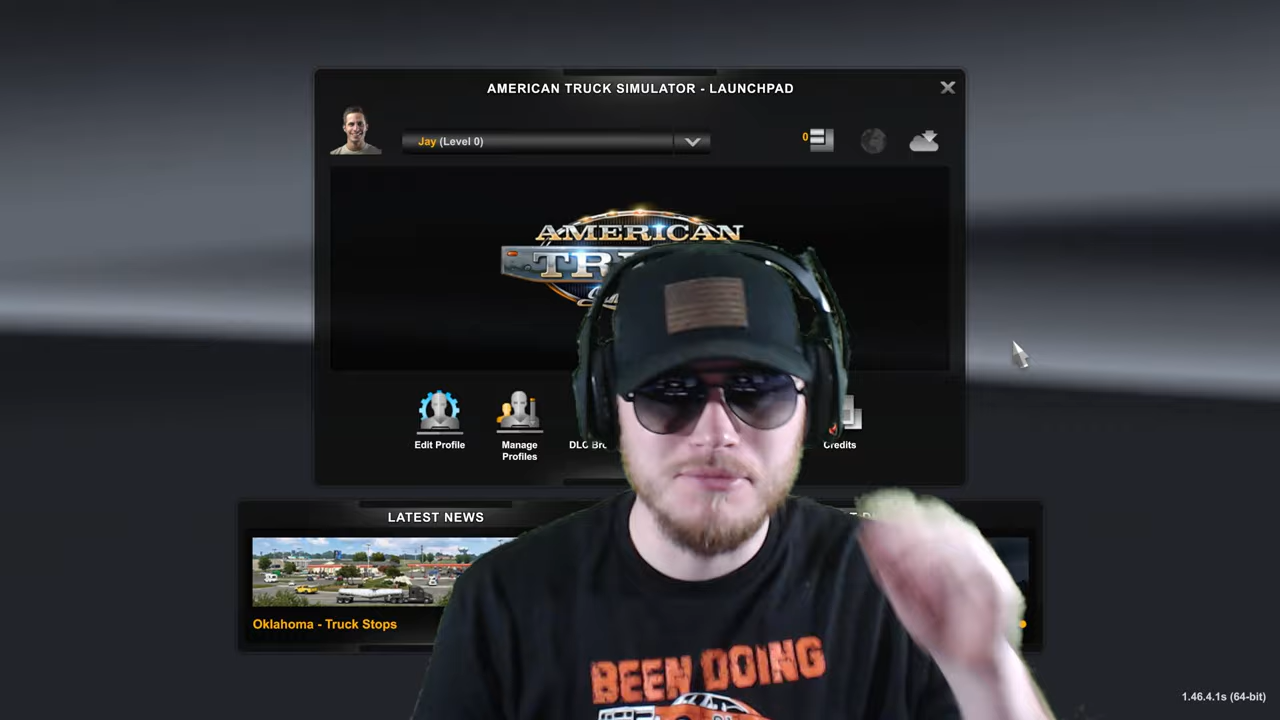 AMERICAN TRUCK SIMULATOR - LAUNCHPAD
Jay (Level 0)
0
AMERICAN
Edit Profile
Manage
Profiles
DLC
Credits
LATEST NEWS
Oklahoma - Truck Stops
BEEN DOING
1.46.4.1s (64-bit)